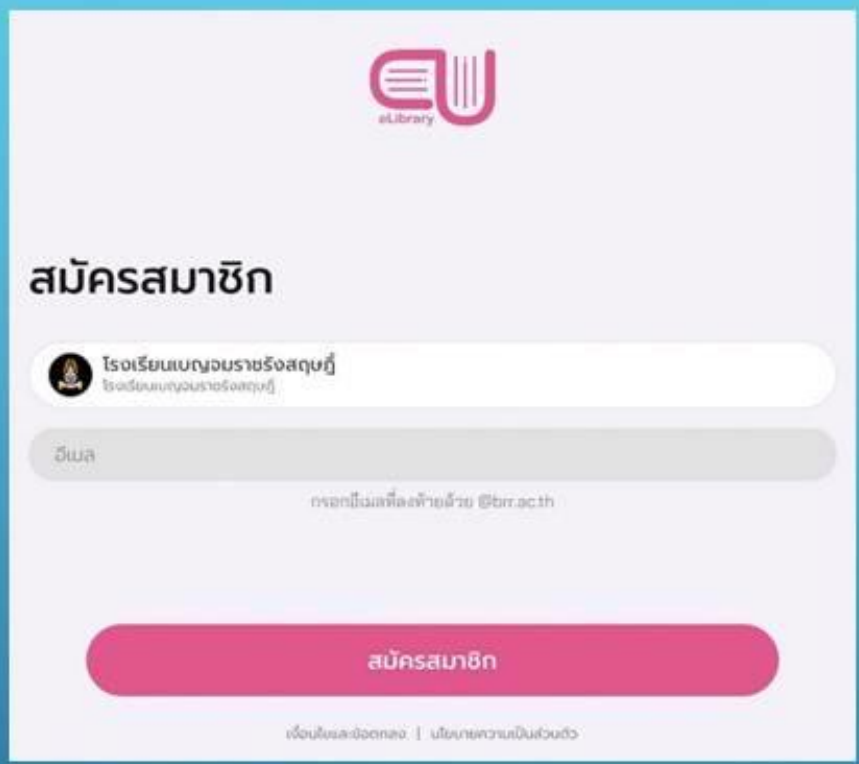 CU
eLibrary
สมัครสมาชิก
โรงเรียนเบญจมราชรังสฤษฎิ์
โรงเรียนเบญจมราชรังสฤษฎิ์
อีเมล
กรอกอีเมลที่ลงท้ายด้วย @brr.ac.th
สมัครสมาชิก
เงื่อนไขและข้อตกลง | นโยบายความเป็นส่วนตัว